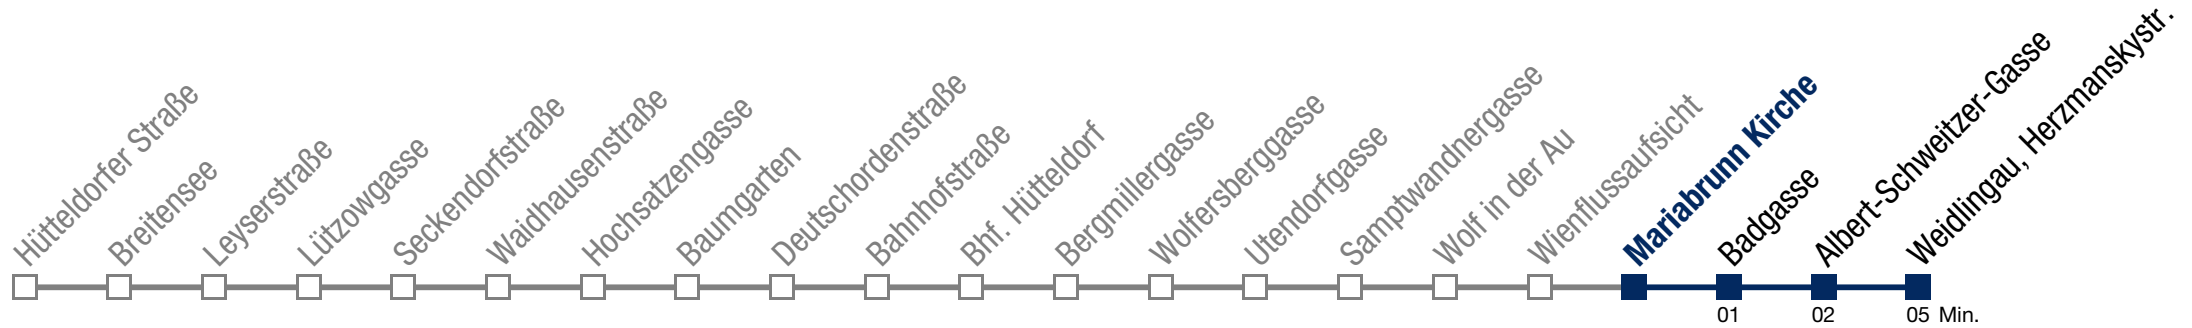 Hütteldorfer Straße
Breitensee
Leyserstraße
Lützowgasse
Seckendorfstraße
Waidhausenstraße
Hochsatzengasse
Baumgarten
Deutschordenstraße
Bahnhofstraße
Bhf. Hütteldorf
Bergmillergasse
Wolfersberggasse
Utendorfgasse
Samptwandnergasse
Wolf in der Au
Wienflussaufsicht
Mariabrunn Kirche
Badgasse
Albert-Schweitzer-Gasse
Weidlingau, Herzmanskystr.
01 02 05 Min.